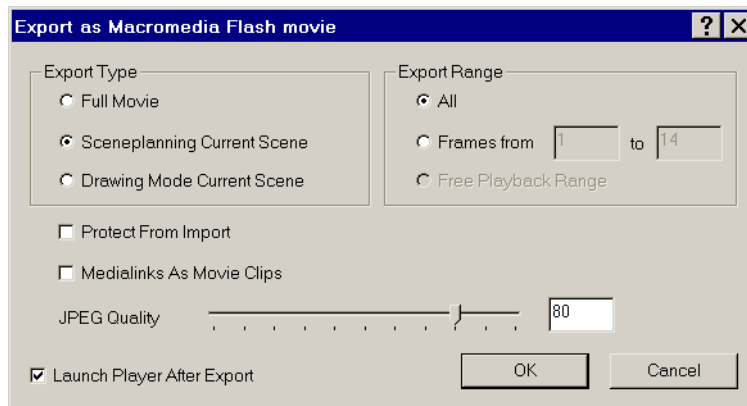 Export as Macromedia Flash movie
Export Type
Full Movie
Sceneplanning Current Scene
Drawing Mode Current Scene
Export Range
All
Frames from 1 to 14
Free Playback Range
Protect From Import
Medialinks As Movie Clips
JPEG Quality 80
Launch Player After Export
OK Cancel